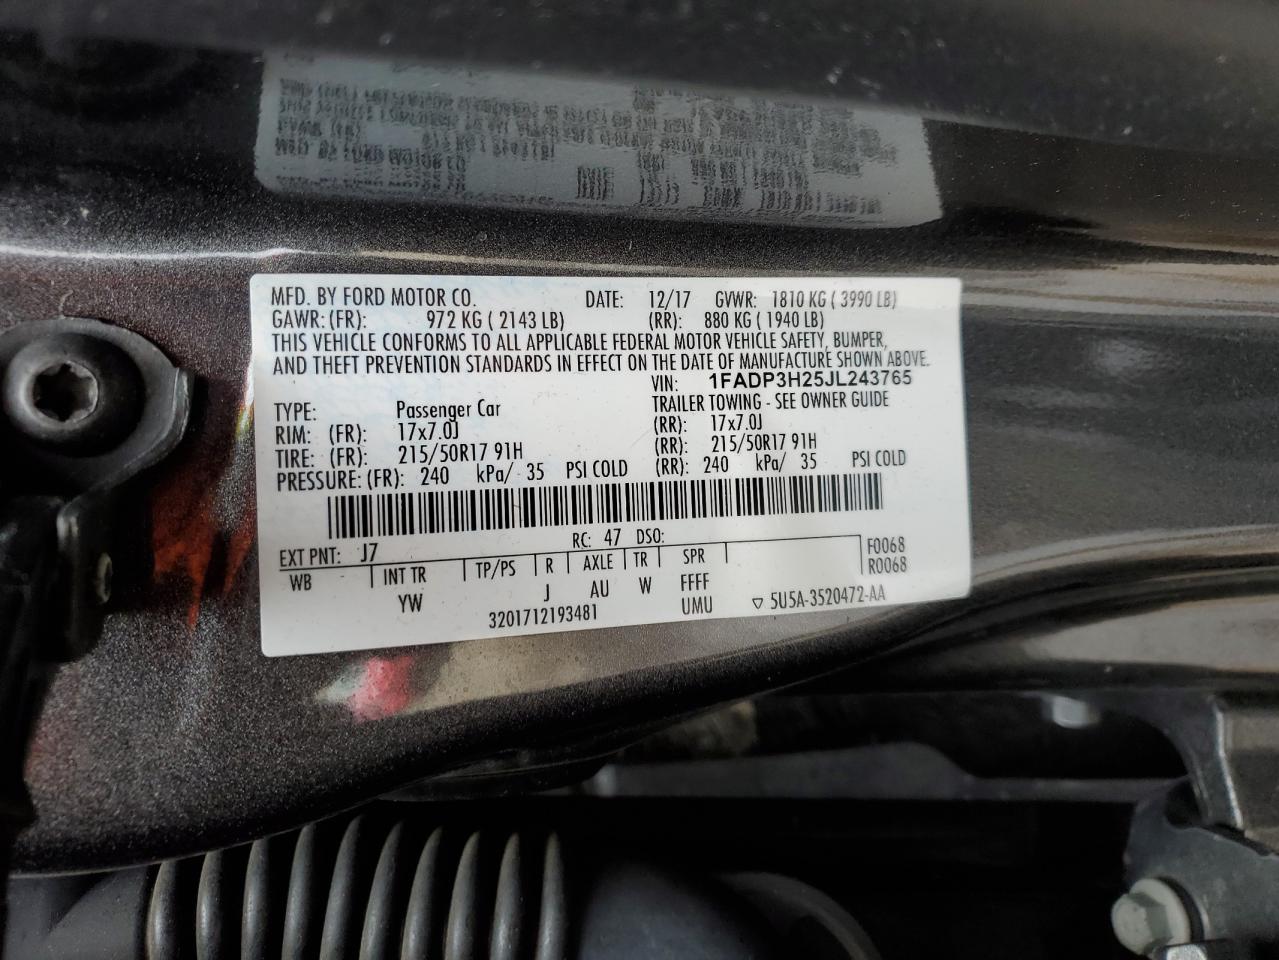 MFD. BY FORD MOTOR CO. DATE: 12/17 GVWR: 1810 KG ( 3990 LB)
GAWR: (FR): 972 KG ( 2143 LB) (RR): 880 KG ( 1940 LB)
THIS VEHICLE CONFORMS TO ALL APPLICABLE FEDERAL MOTOR VEHICLE SAFETY, BUMPER,
AND THEFT PREVENTION STANDARDS IN EFFECT ON THE DATE OF MANUFACTURE SHOWN ABOVE.
VIN: 1FADP3H25JL243765
TYPE: Passenger Car TRAILER TOWING - SEE OWNER GUIDE
RIM: (FR): 17x7.0J (RR): 17x7.0J
TIRE: (FR): 215/50R17 91H (RR): 215/50R17 91H
PRESSURE: (FR): 240 kPa/ 35 PSI COLD (RR): 240 kPa/ 35 PSI COLD
EXT PNT: J7 RC: 47 DSO: F0068
WB INT TR TP/PS R AXLE TR SPR R0068
YW J AU W FFFF
3201712193481 UMU ▽ 5U5A-3520472-AA